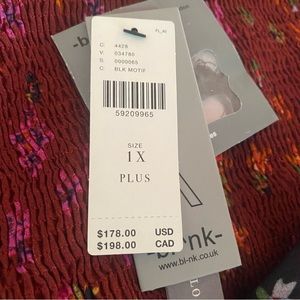 PL_AI
C: 4428
V: 034780
S: 0000065
C: BLK MOTIF
59209965
SIZE
1X
PLUS
$178.00 USD
$198.00 CAD
-bl-nk-
www.bl-nk.co.uk